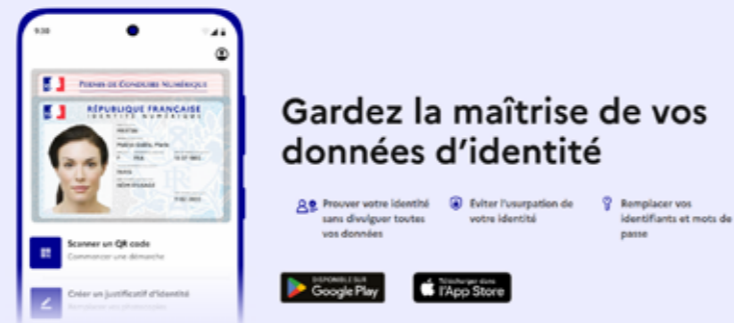 9:30
PERMIS DE CONDUIRE NUMÉRIQUE
RÉPUBLIQUE FRANÇAISE
IDENTITÉ NUMÉRIQUE
Scanner un QR code
Commencer une démarche
Créer un justificatif d'identité
Gardez la maîtrise de vos
données d'identité
Prouver votre identité
sans divulguer toutes
vos données
Éviter l'usurpation de
votre identité
Remplacer vos
identifiants et mots de
passe
DISPONIBLE SUR
Google Play
Télécharger dans
l'App Store